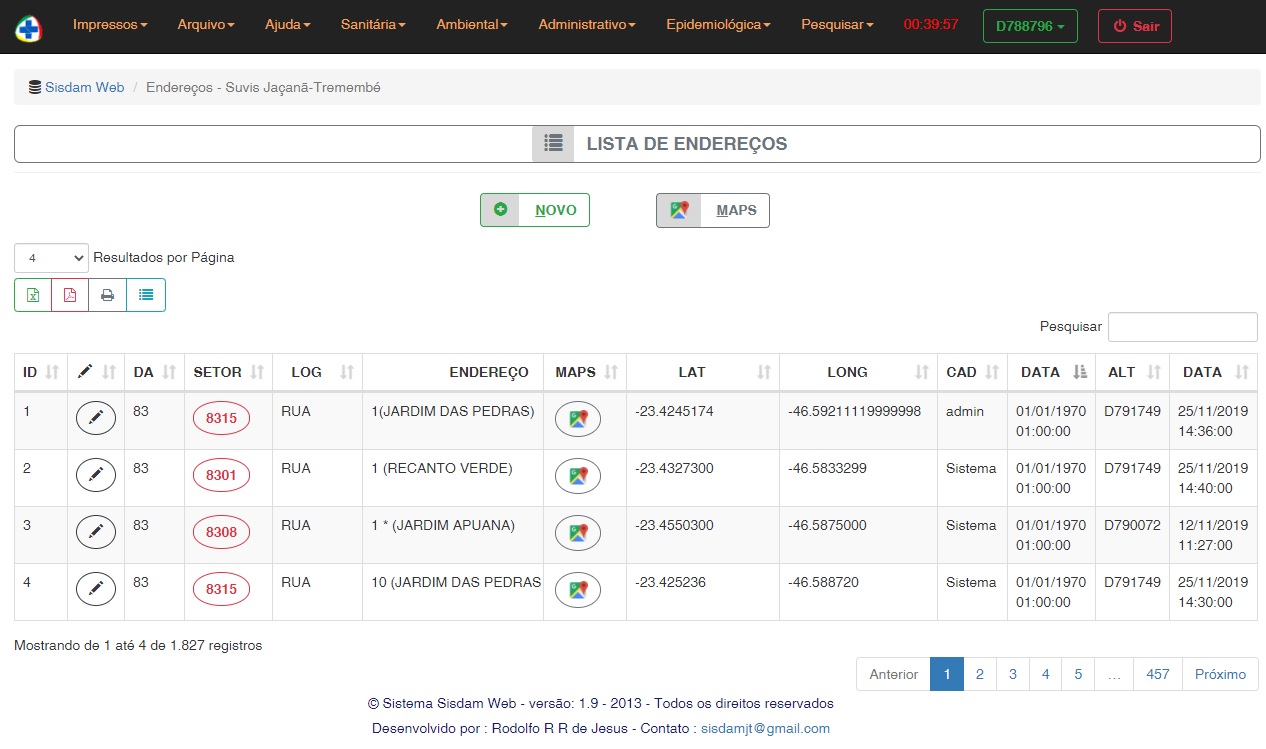 Impressos Arquivo Ajuda Sanitária Ambiental Administrativo Epidemiológica Pesquisar 00:39:57 D788796 Sair
Sisdam Web / Endereços - Suvis Jaçanã-Tremembé
LISTA DE ENDEREÇOS
NOVO MAPS
4 Resultados por Página
Pesquisar
ID DA SETOR LOG ENDEREÇO MAPS LAT LONG CAD DATA ALT DATA
1 83 8315 RUA 1(JARDIM DAS PEDRAS) -23.4245174 -46.59211119999998 admin 01/01/1970 D791749 25/11/2019
01:00:00 14:36:00
2 83 8301 RUA 1 (RECANTO VERDE) -23.4327300 -46.5833299 Sistema 01/01/1970 D791749 25/11/2019
01:00:00 14:40:00
3 83 8308 RUA 1 * (JARDIM APUANA) -23.4550300 -46.5875000 Sistema 01/01/1970 D790072 12/11/2019
01:00:00 11:27:00
4 83 8315 RUA 10 (JARDIM DAS PEDRAS -23.425236 -46.588720 Sistema 01/01/1970 D791749 25/11/2019
01:00:00 14:30:00
Mostrando de 1 até 4 de 1.827 registros
Anterior 1 2 3 4 5 … 457 Próximo
© Sistema Sisdam Web - versão: 1.9 - 2013 - Todos os direitos reservados
Desenvolvido por : Rodolfo R R de Jesus - Contato : sisdamjt@gmail.com